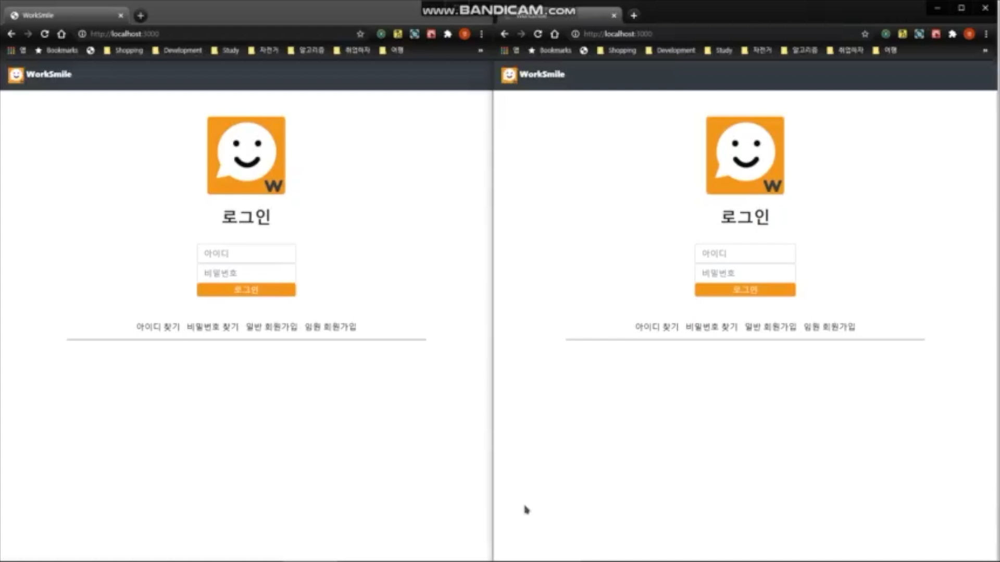 www.BANDICAM.com
WorkSmile
http://localhost:3000
http://localhost:3000
앱 Bookmarks Shopping Development Study 자전거 알고리즘 취업하자 여행 »
앱 Bookmarks Shopping Development Study 자전거 알고리즘 취업하자 여행 »
WorkSmile
WorkSmile
W
로그인
아이디
비밀번호
로그인
아이디 찾기 비밀번호 찾기 일반 회원가입 임원 회원가입
W
로그인
아이디
비밀번호
로그인
아이디 찾기 비밀번호 찾기 일반 회원가입 임원 회원가입